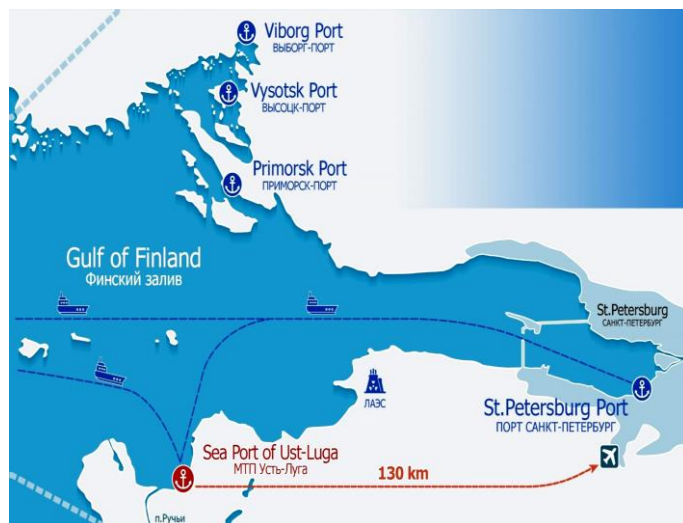 Viborg Port
ВЫБОРГ-ПОРТ
Vysotsk Port
ВЫСОЦК-ПОРТ
Primorsk Port
ПРИМОРСК-ПОРТ
Gulf of Finland
Финский залив
St.Petersburg
САНКТ-ПЕТЕРБУРГ
ЛАЭС
St.Petersburg Port
ПОРТ САНКТ-ПЕТЕРБУРГ
Sea Port of Ust-Luga
МТП Усть-Луга
130 km
п.Ручьи